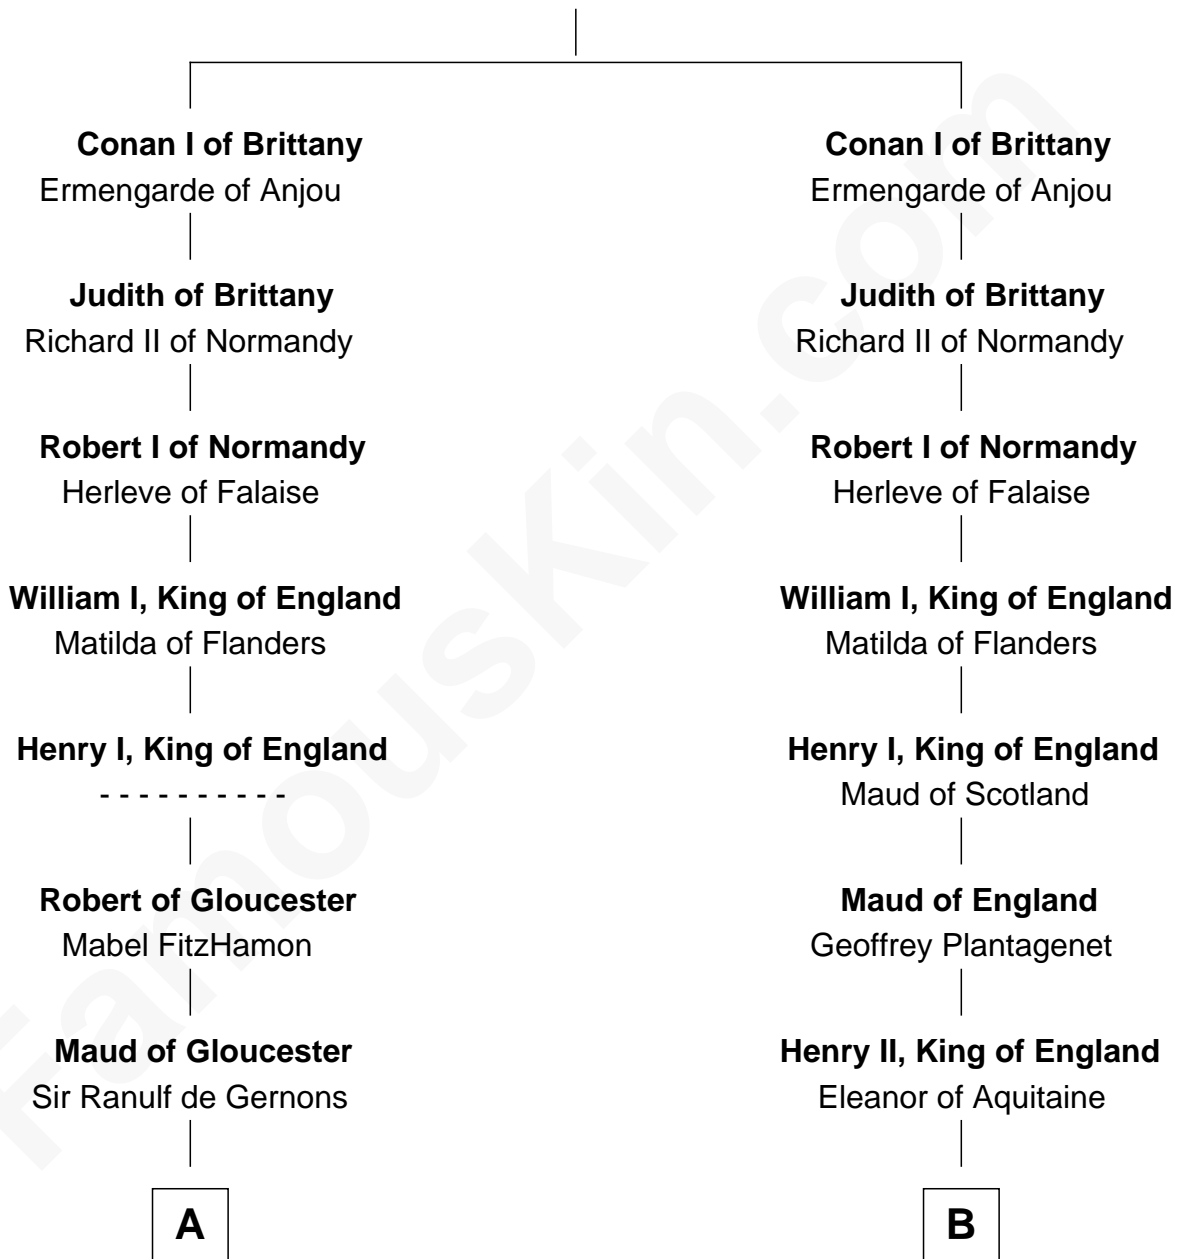 Conan I of Brittany
Ermengarde of Anjou
Judith of Brittany
Richard II of Normandy
Robert I of Normandy
Herleve of Falaise
William I, King of England
Matilda of Flanders
Henry I, King of England
- - - - - - - - - -
Robert of Gloucester
Mabel FitzHamon
Maud of Gloucester
Sir Ranulf de Gernons
A
Conan I of Brittany
Ermengarde of Anjou
Judith of Brittany
Richard II of Normandy
Robert I of Normandy
Herleve of Falaise
William I, King of England
Matilda of Flanders
Henry I, King of England
Maud of Scotland
Maud of England
Geoffrey Plantagenet
Henry II, King of England
Eleanor of Aquitaine
B
FamousKin.com